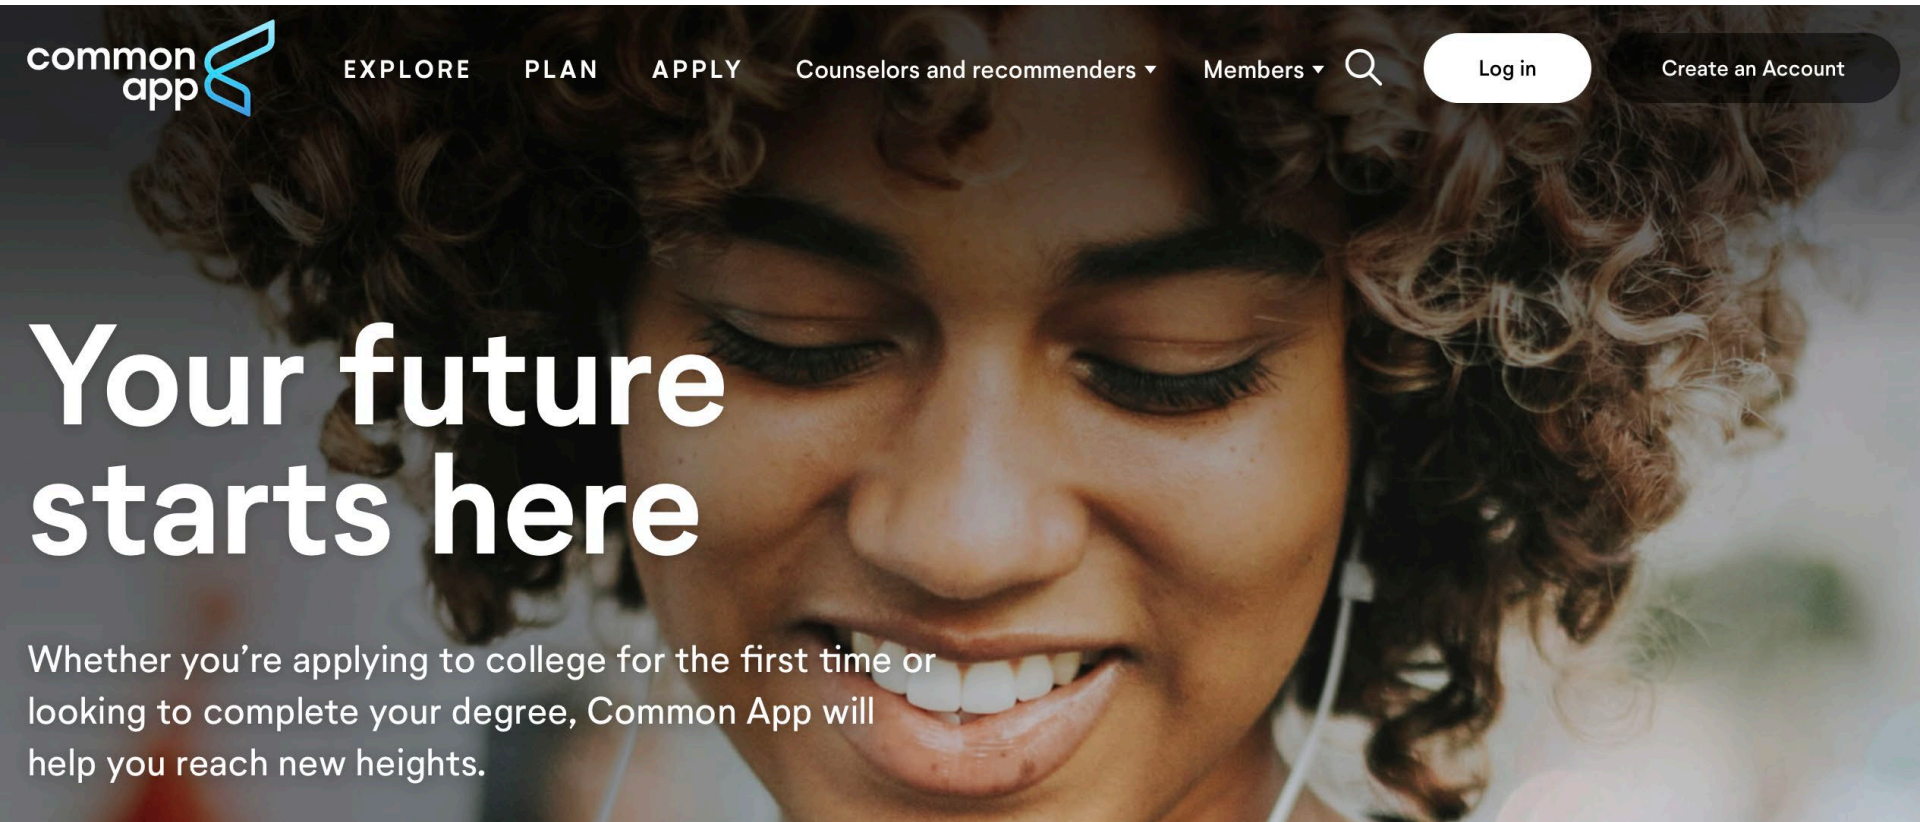 common
app
EXPLORE PLAN APPLY Counselors and recommenders Members Log in Create an Account
Your future
starts here
Whether you’re applying to college for the first time or
looking to complete your degree, Common App will
help you reach new heights.